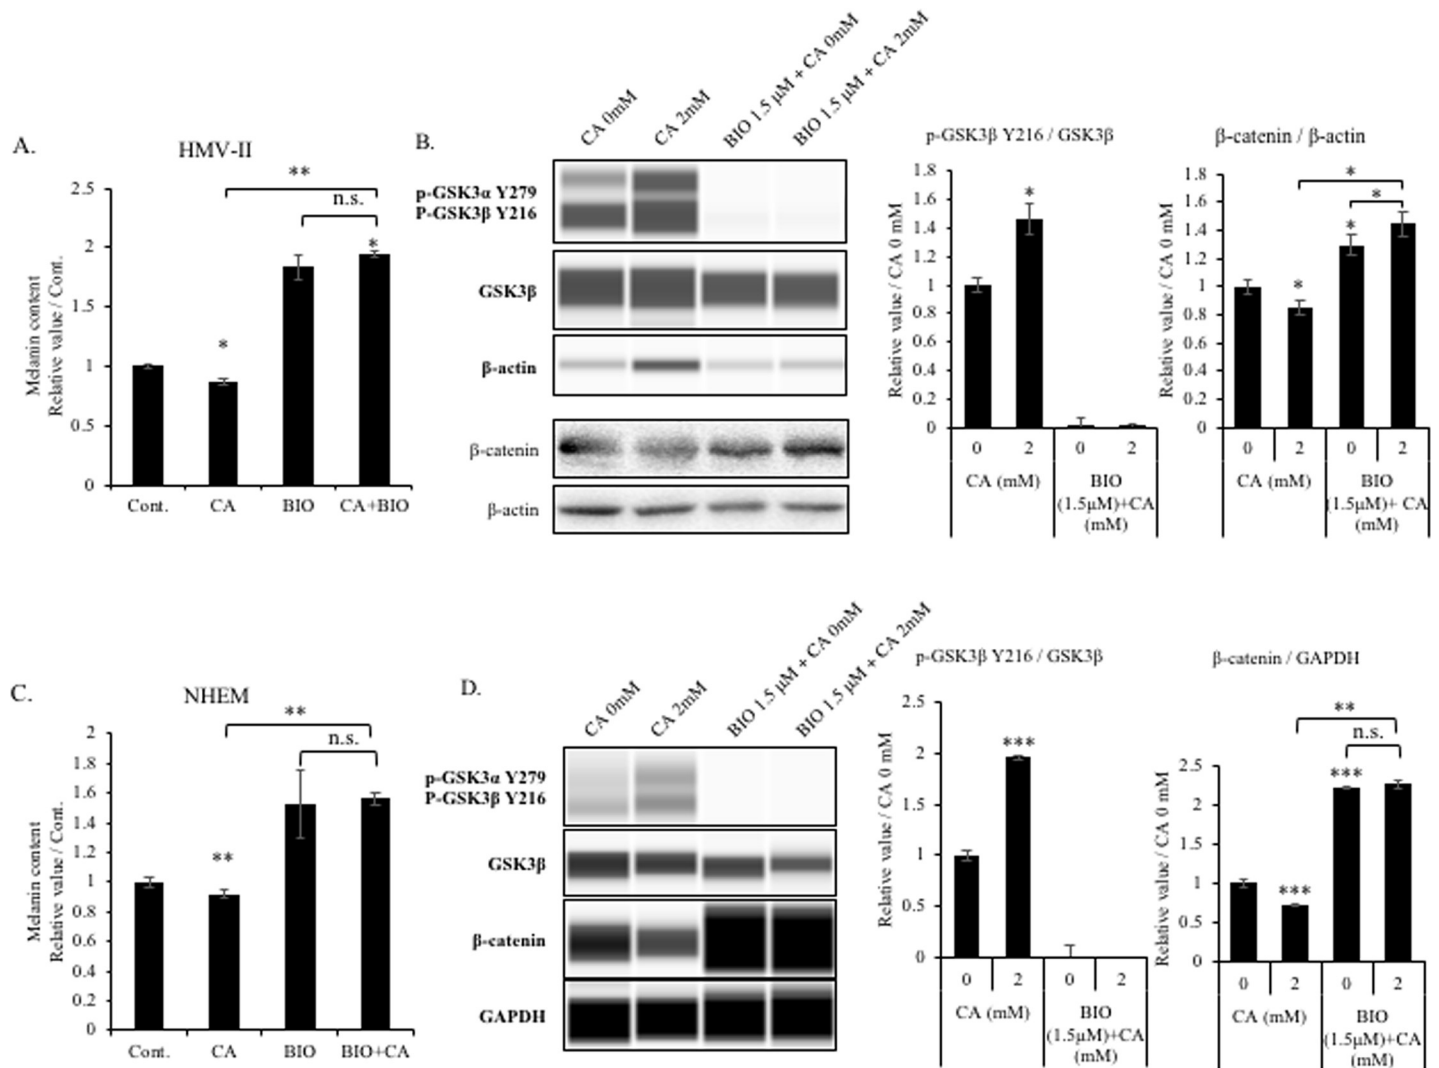 A.
HMV-II
Melanin content
Relative value / Cont.
2.5
2
1.5
1
0.5
0
**
n.s.
*
*
Cont.
CA
BIO
CA+BIO
B.
CA 0mM
CA 2mM
BIO 1.5 μM + CA 0mM
BIO 1.5 μM + CA 2mM
p-GSK3α Y279
P-GSK3β Y216
GSK3β
β-actin
β-catenin
β-actin
p-GSK3β Y216 / GSK3β
Relative value / CA 0 mM
1.8
1.6
1.4
1.2
1
0.8
0.6
0.4
0.2
0
*
0
2
0
2
CA (mM)
BIO
(1.5μM)+CA
(mM)
β-catenin / β-actin
Relative value / CA 0 mM
1.8
1.6
1.4
1.2
1
0.8
0.6
0.4
0.2
0
*
*
*
*
0
2
0
2
CA (mM)
BIO
(1.5μM)+ CA
(mM)
C.
NHEM
Melanin content
Relative value / Cont.
2
1.8
1.6
1.4
1.2
1
0.8
0.6
0.4
0.2
0
**
n.s.
**
Cont.
CA
BIO
BIO+CA
D.
CA 0mM
CA 2mM
BIO 1.5 μM + CA 0mM
BIO 1.5 μM + CA 2mM
p-GSK3α Y279
P-GSK3β Y216
GSK3β
β-catenin
GAPDH
p-GSK3β Y216 / GSK3β
Relative value / CA 0 mM
2.5
2
1.5
1
0.5
0
***
0
2
0
2
CA (mM)
BIO
(1.5μM)+CA
(mM)
β-catenin / GAPDH
Relative value / CA 0 mM
2.5
2
1.5
1
0.5
0
**
n.s.
***
***
0
2
0
2
CA (mM)
BIO
(1.5μM)+CA
(mM)